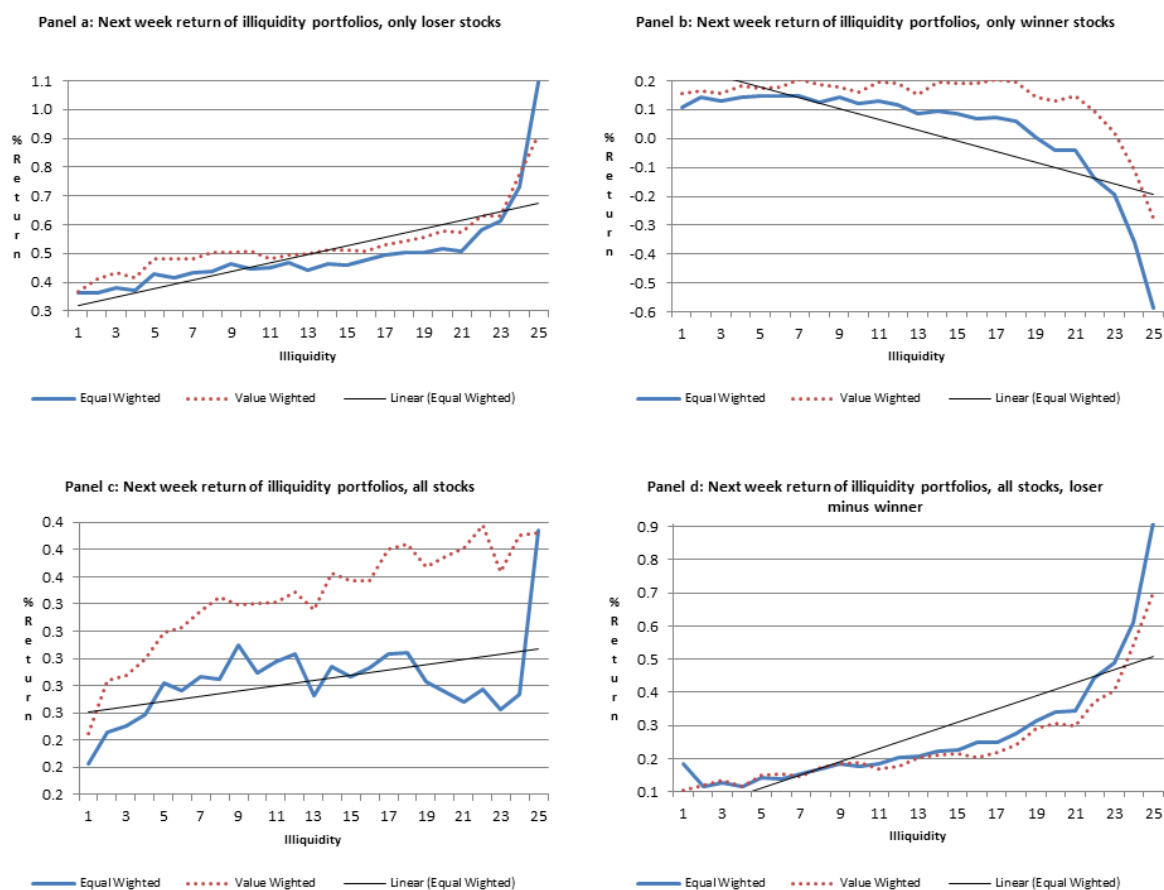 Panel a: Next week return of illiquidity portfolios, only loser stocks
1.1
1.0
0.9
0.8
0.7
0.6
0.5
0.4
0.3
%
R
e
t
u
r
n
1 3 5 7 9 11 13 15 17 19 21 23 25
Illiquidity
Equal Wighted Value Wighted Linear (Equal Wighted)
Panel b: Next week return of illiquidity portfolios, only winner stocks
0.2
0.1
0.0
-0.1
-0.2
-0.3
-0.4
-0.5
-0.6
%
R
e
t
u
r
n
1 3 5 7 9 11 13 15 17 19 21 23 25
Illiquidity
Equal Wighted Value Wighted Linear (Equal Wighted)
Panel c: Next week return of illiquidity portfolios, all stocks
0.4
0.4
0.4
0.3
0.3
0.3
0.3
0.3
0.2
0.2
0.2
%
R
e
t
u
r
n
1 3 5 7 9 11 13 15 17 19 21 23 25
Illiquidity
Equal Wighted Value Wighted Linear (Equal Wighted)
Panel d: Next week return of illiquidity portfolios, all stocks, loser
minus winner
0.9
0.8
0.7
0.6
0.5
0.4
0.3
0.2
0.1
%
R
e
t
u
r
n
1 3 5 7 9 11 13 15 17 19 21 23 25
Illiquidity
Equal Wighted Value Wighted Linear (Equal Wighted)